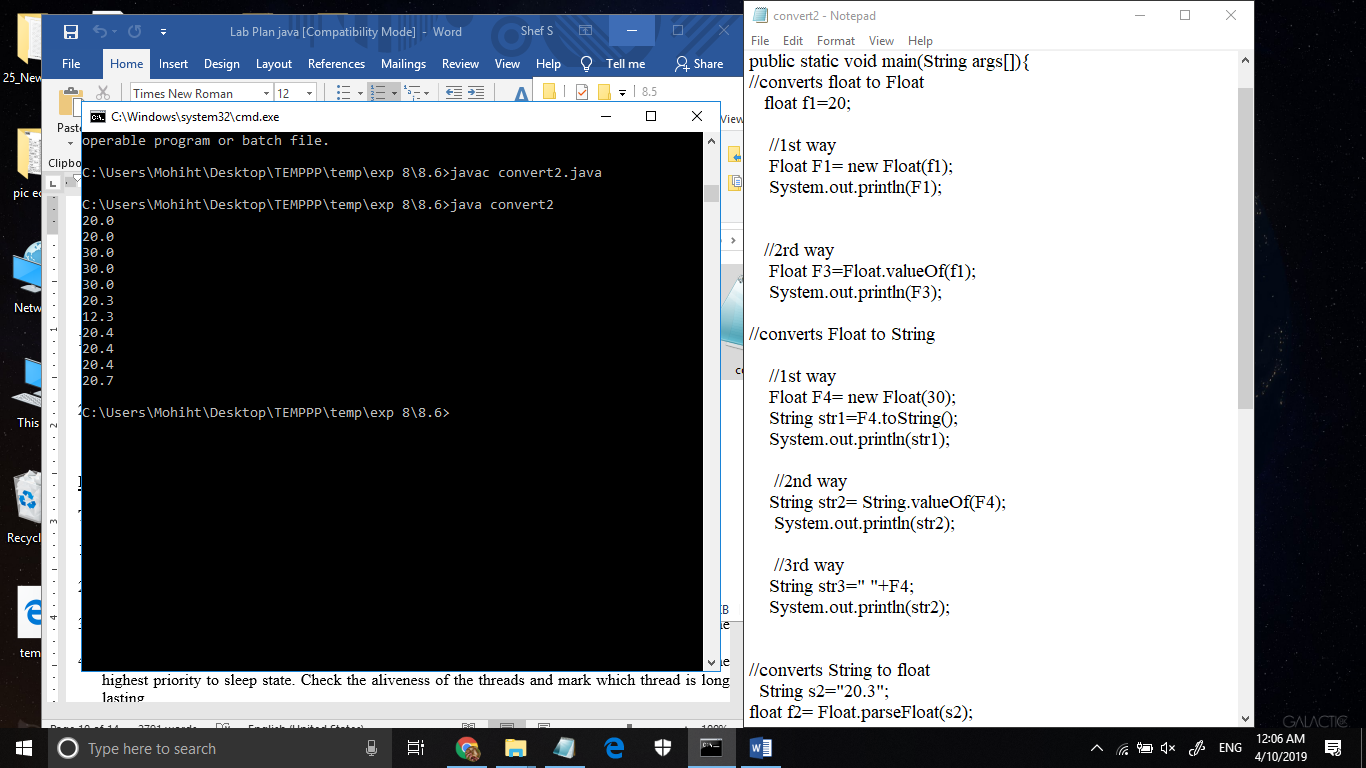 Lab Plan java [Compatibility Mode] - Word
Shef S
File Home Insert Design Layout References Mailings Review View Help Tell me Share
Times New Roman 12
8.5
Paste
Clipbo
View
25_New
pic e
Netw
This
Recycl
tem
C:\Windows\system32\cmd.exe
operable program or batch file.
C:\Users\Mohiht\Desktop\TEMPPP\temp\exp 8\8.6>javac convert2.java
C:\Users\Mohiht\Desktop\TEMPPP\temp\exp 8\8.6>java convert2
20.0
20.0
30.0
30.0
30.0
20.3
12.3
20.4
20.4
20.4
20.7
C:\Users\Mohiht\Desktop\TEMPPP\temp\exp 8\8.6>
highest priority to sleep state. Check the aliveness of the threads and mark which thread is long
lasting
convert2 - Notepad
File Edit Format View Help
public static void main(String args[]){
//converts float to Float
float f1=20;
//1st way
Float F1= new Float(f1);
System.out.println(F1);
//2rd way
Float F3=Float.valueOf(f1);
System.out.println(F3);
//converts Float to String
//1st way
Float F4= new Float(30);
String str1=F4.toString();
System.out.println(str1);
//2nd way
String str2= String.valueOf(F4);
System.out.println(str2);
//3rd way
String str3=" "+F4;
System.out.println(str2);
//converts String to float
String s2="20.3";
float f2= Float.parseFloat(s2);
GALACTIC
Type here to search
ENG
12:06 AM
4/10/2019